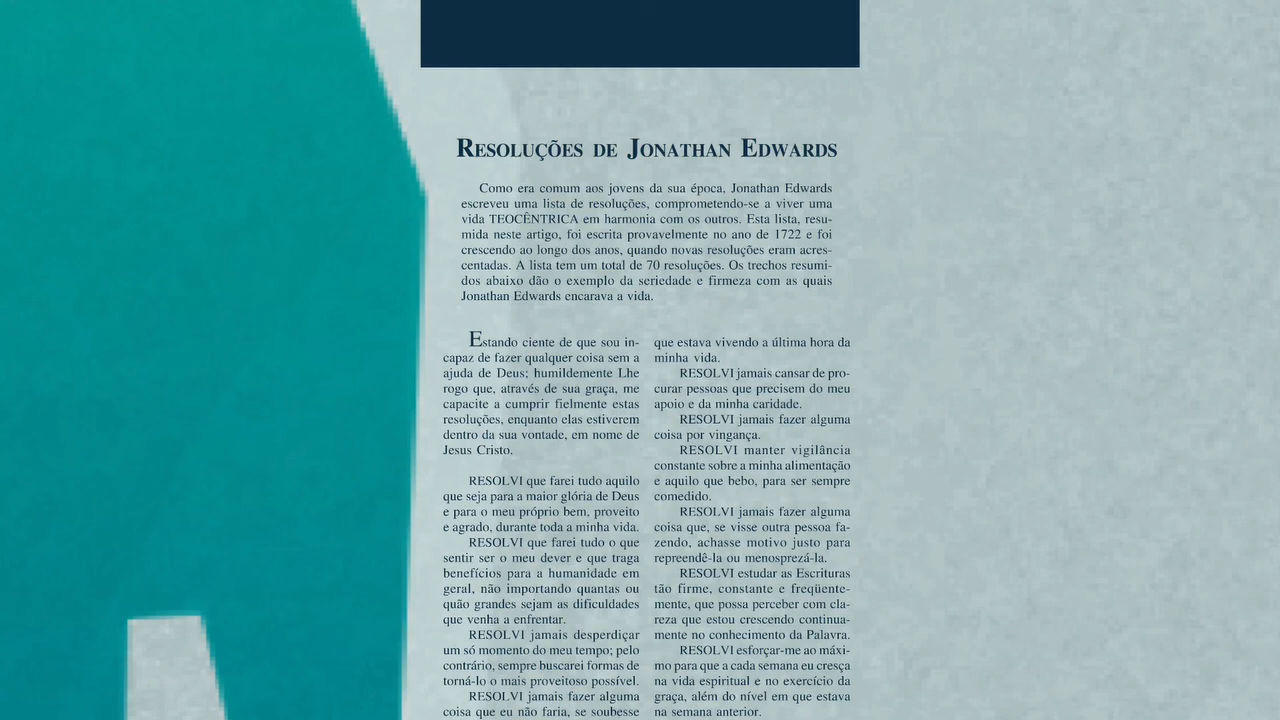 RESOLUÇÕES DE JONATHAN EDWARDS
Como era comum aos jovens da sua época, Jonathan Edwards
escreveu uma lista de resoluções, comprometendo-se a viver uma
vida TEOCÊNTRICA em harmonia com os outros. Esta lista, resu-
mida neste artigo, foi escrita provavelmente no ano de 1722 e foi
crescendo ao longo dos anos, quando novas resoluções eram acres-
centadas. A lista tem um total de 70 resoluções. Os trechos resumi-
dos abaixo dão o exemplo da seriedade e firmeza com as quais
Jonathan Edwards encarava a vida.
Estando ciente de que sou in-
capaz de fazer qualquer coisa sem a
ajuda de Deus; humildemente Lhe
rogo que, através de sua graça, me
capacite a cumprir fielmente estas
resoluções, enquanto elas estiverem
dentro da sua vontade, em nome de
Jesus Cristo.
RESOLVI que farei tudo aquilo
que seja para a maior glória de Deus
e para o meu próprio bem, proveito
e agrado, durante toda a minha vida.
RESOLVI que farei tudo o que
sentir ser o meu dever e que traga
benefícios para a humanidade em
geral, não importando quantas ou
quão grandes sejam as dificuldades
que venha a enfrentar.
RESOLVI jamais desperdiçar
um só momento do meu tempo; pelo
contrário, sempre buscarei formas de
torná-lo o mais proveitoso possível.
RESOLVI jamais fazer alguma
coisa que eu não faria, se soubesse
que estava vivendo a última hora da
minha vida.
RESOLVI jamais cansar de pro-
curar pessoas que precisem do meu
apoio e da minha caridade.
RESOLVI jamais fazer alguma
coisa por vingança.
RESOLVI manter vigilância
constante sobre a minha alimentação
e aquilo que bebo, para ser sempre
comedido.
RESOLVI jamais fazer alguma
coisa que, se visse outra pessoa fa-
zendo, achasse motivo justo para
repreendê-la ou menosprezá-la.
RESOLVI estudar as Escrituras
tão firme, constante e freqüente-
mente, que possa perceber com cla-
reza que estou crescendo continua-
mente no conhecimento da Palavra.
RESOLVI esforçar-me ao máxi-
mo para que a cada semana eu cresça
na vida espiritual e no exercício da
graça, além do nível em que estava
na semana anterior.